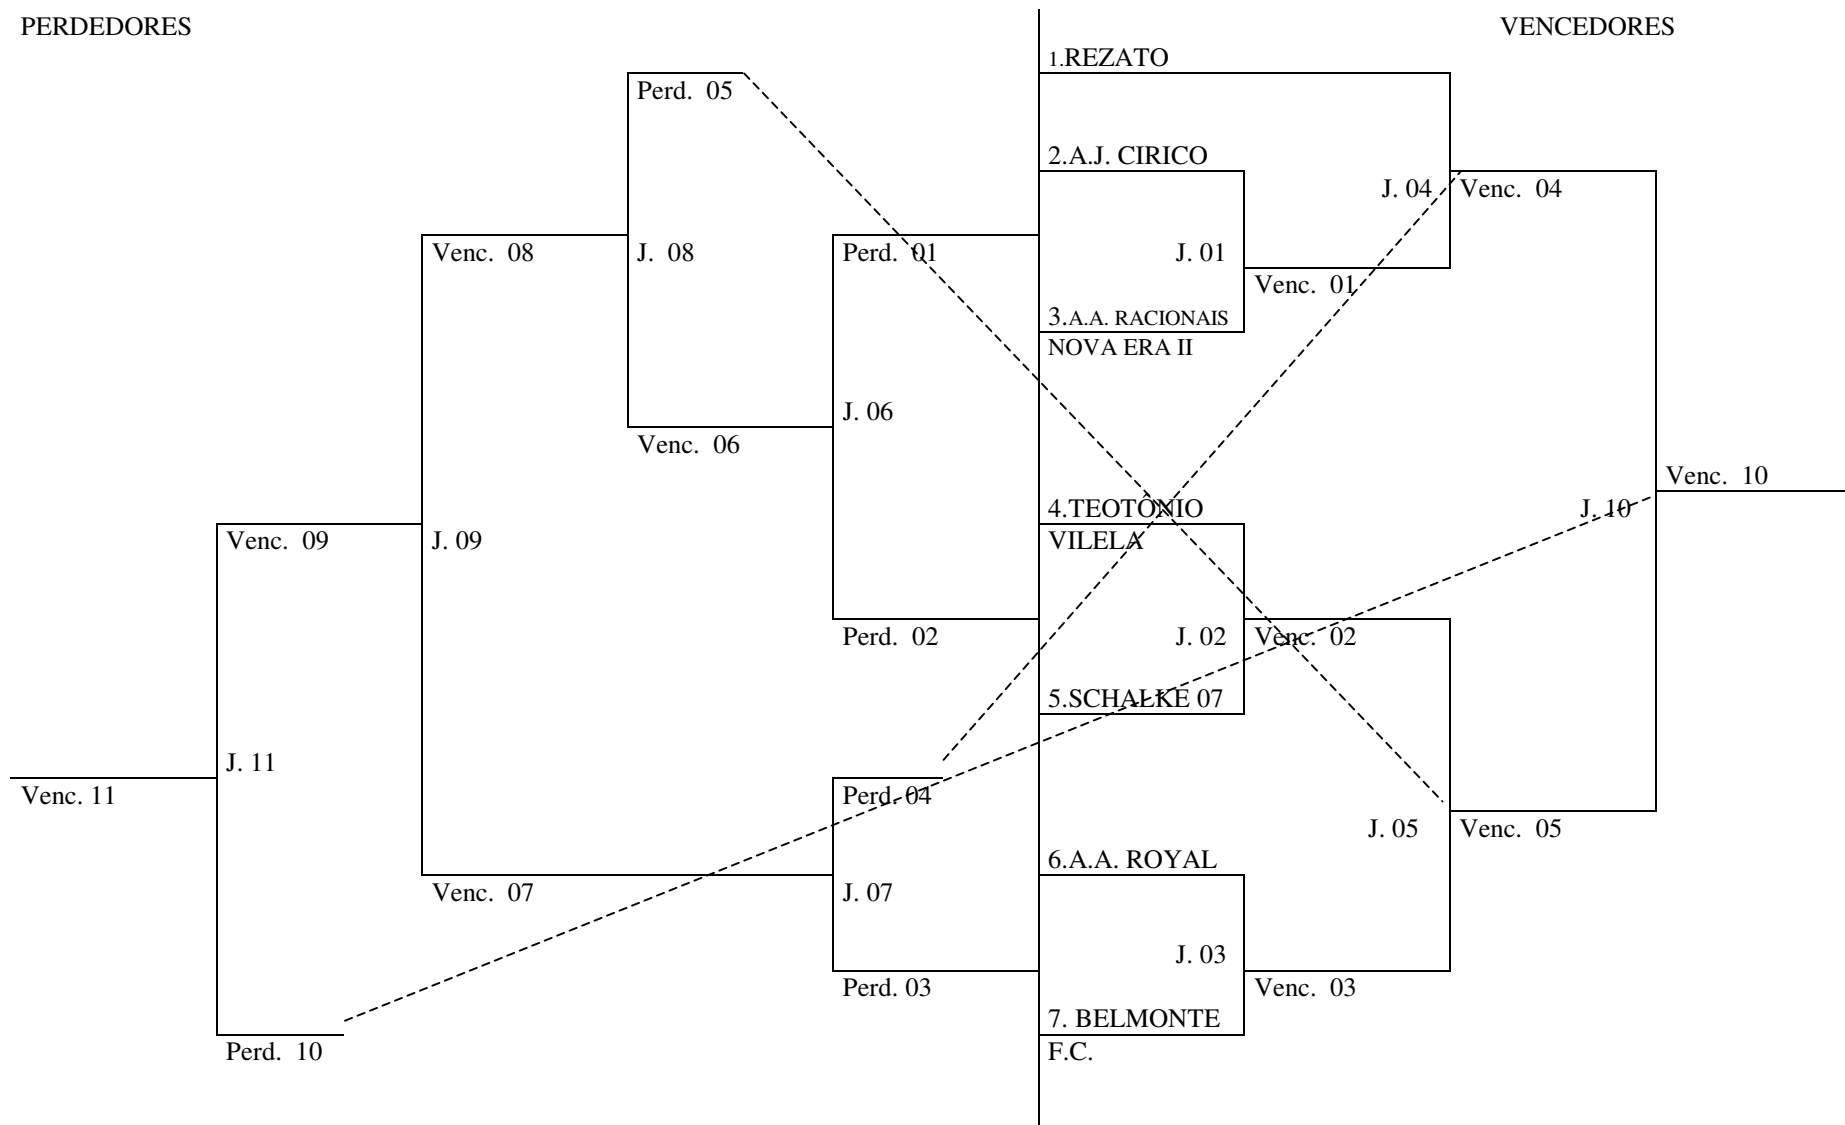 PERDEDORES
VENCEDORES
1.REZATO
Perd. 05
2.A.J. CIRICO
J. 04
Venc. 04
Venc. 08
J. 08
Perd. 01
J. 01
Venc. 01
3.A.A. RACIONAIS
NOVA ERA II
J. 06
Venc. 06
Venc. 10
4.TEOTÔNIO
VILELA
J. 10
Venc. 09
J. 09
Perd. 02
J. 02
Venc. 02
5.SCHALKE 07
J. 11
Venc. 11
Perd. 04
J. 05
Venc. 05
6.A.A. ROYAL
Venc. 07
J. 07
J. 03
Perd. 03
Venc. 03
7. BELMONTE
F.C.
Perd. 10